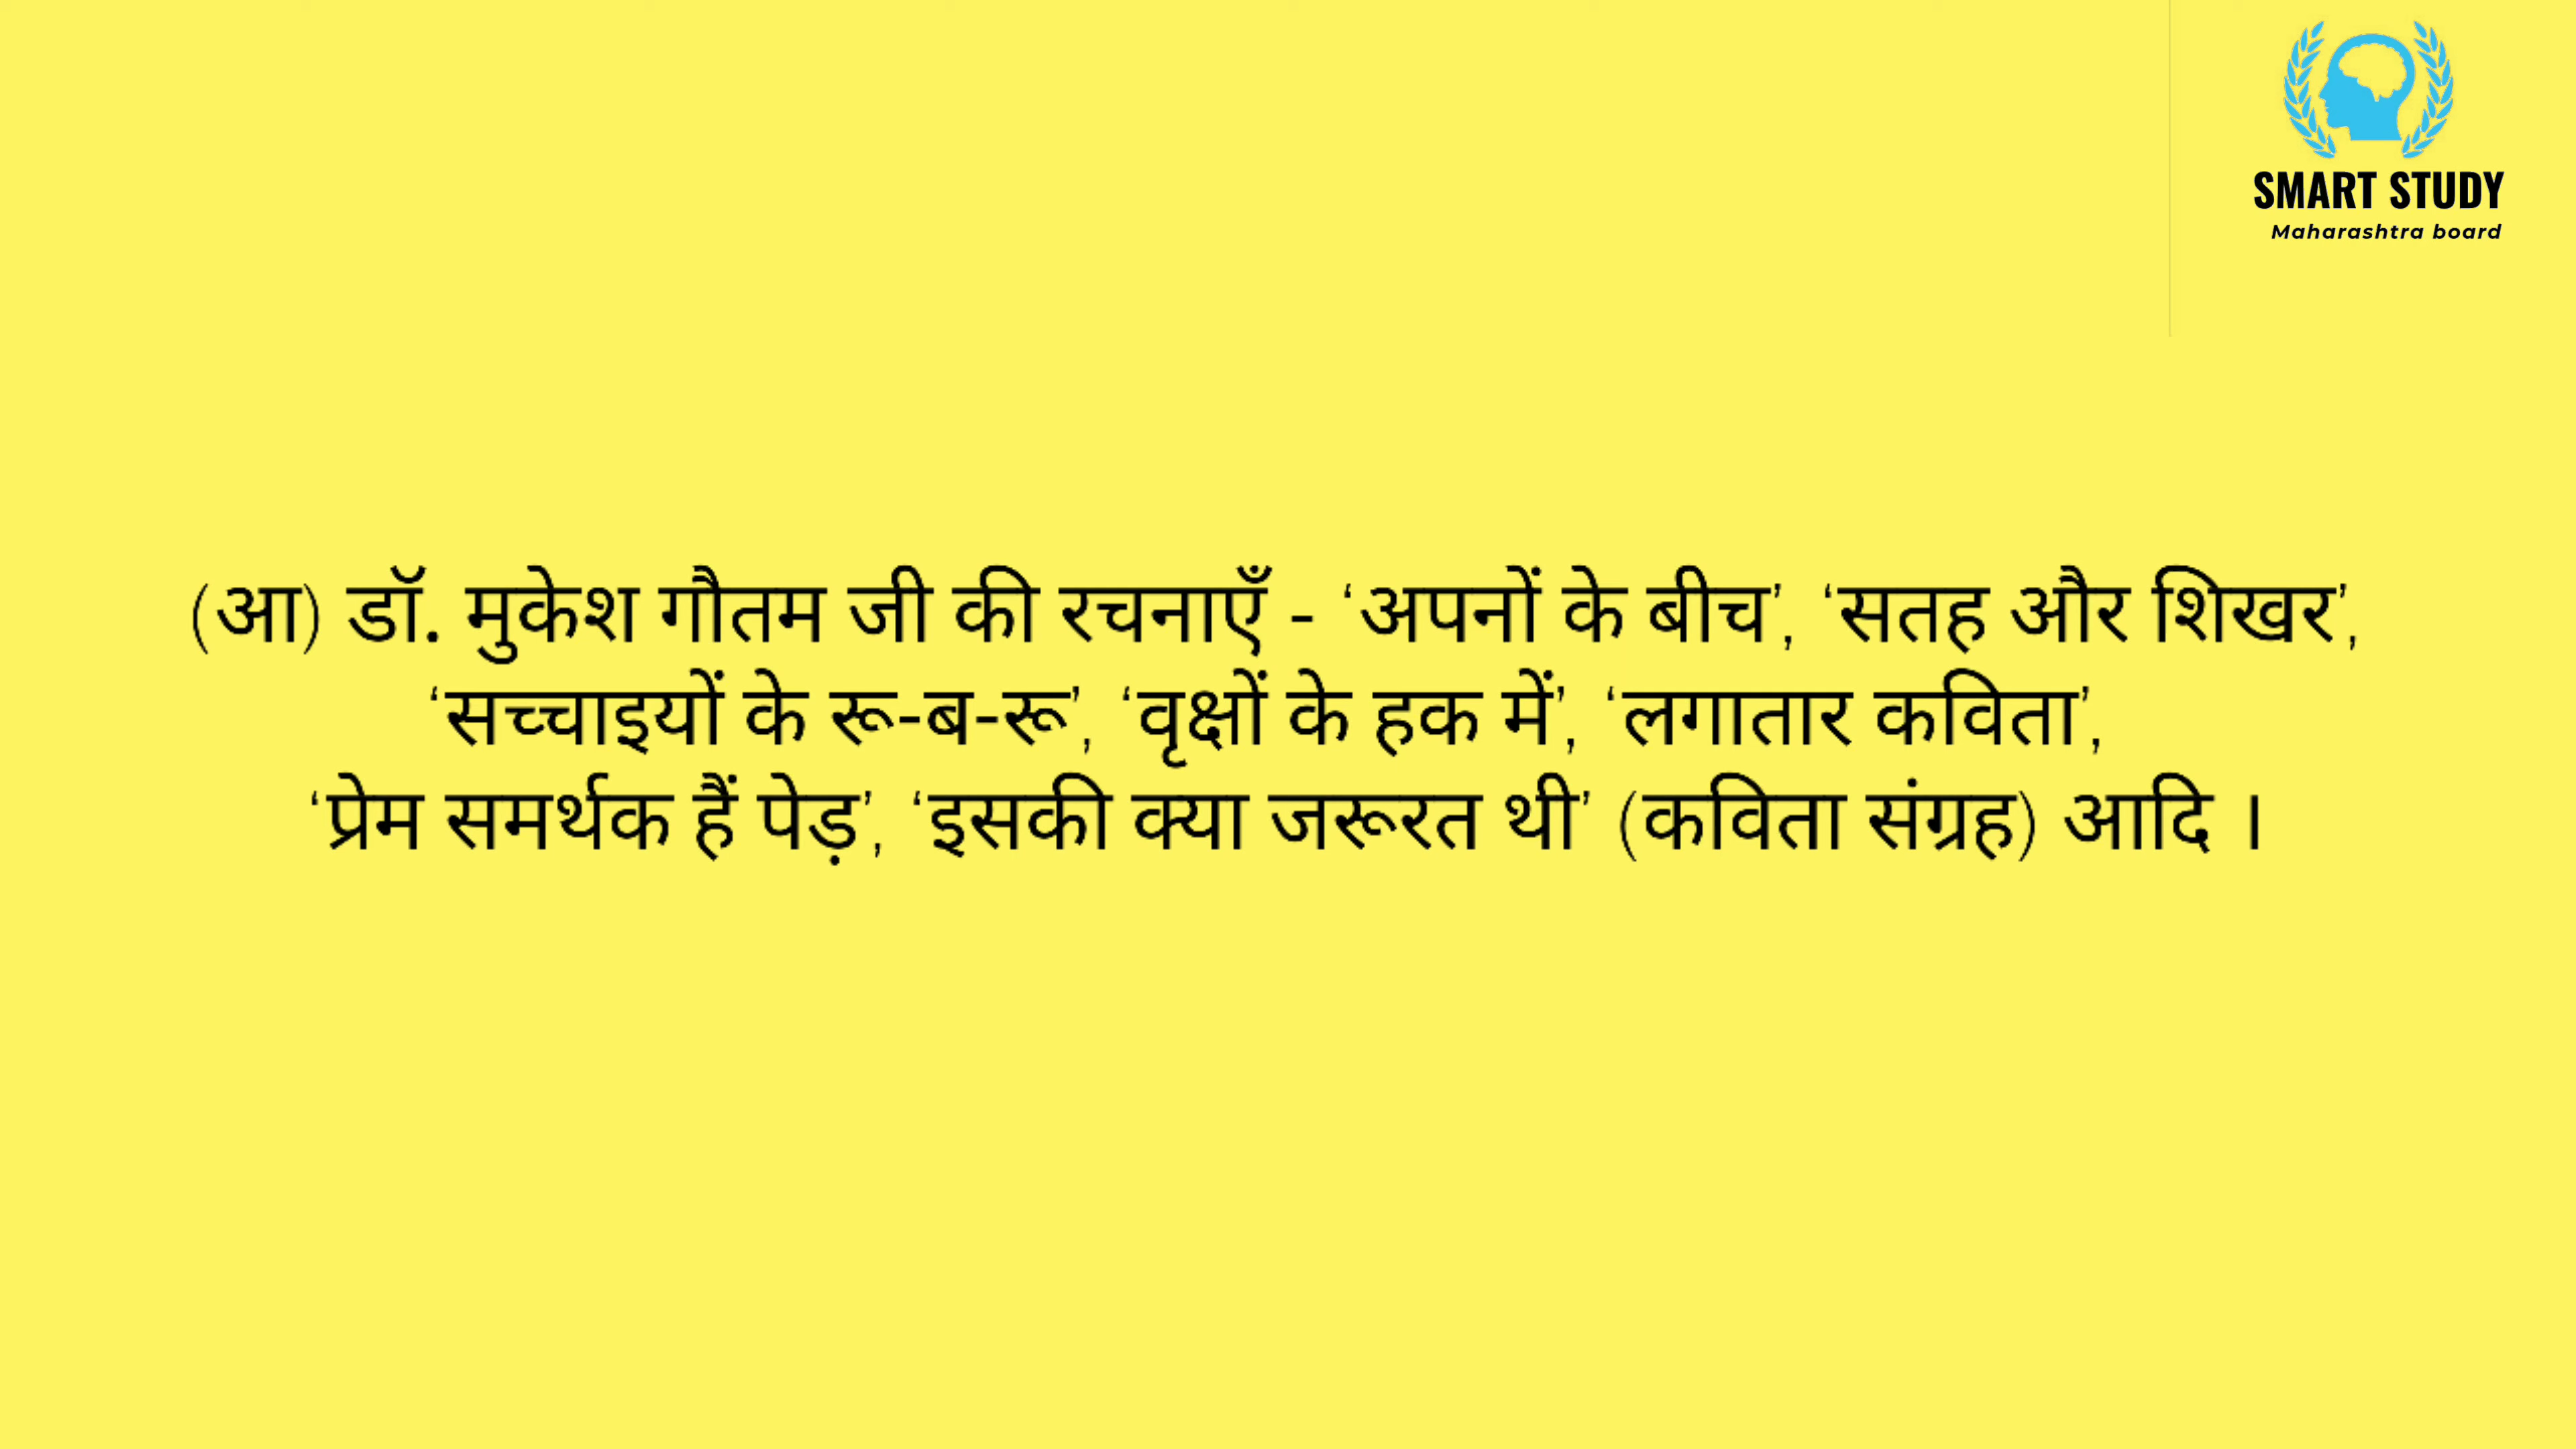 SMART STUDY
Maharashtra board
(आ) डॉ. मुकेश गौतम जी की रचनाएँ - ‘अपनों के बीच’, ‘सतह और शिखर’,
‘सच्चाइयों के रू-ब-रू’, ‘वृक्षों के हक में’, ‘लगातार कविता’,
‘प्रेम समर्थक हैं पेड़’, ‘इसकी क्या जरूरत थी’ (कविता संग्रह) आदि ।